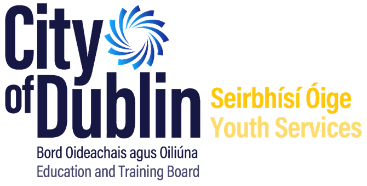 City
of Dublin
Bord Oideachais agus Oiliúna
Education and Training Board
Seirbhísí Óige
Youth Services